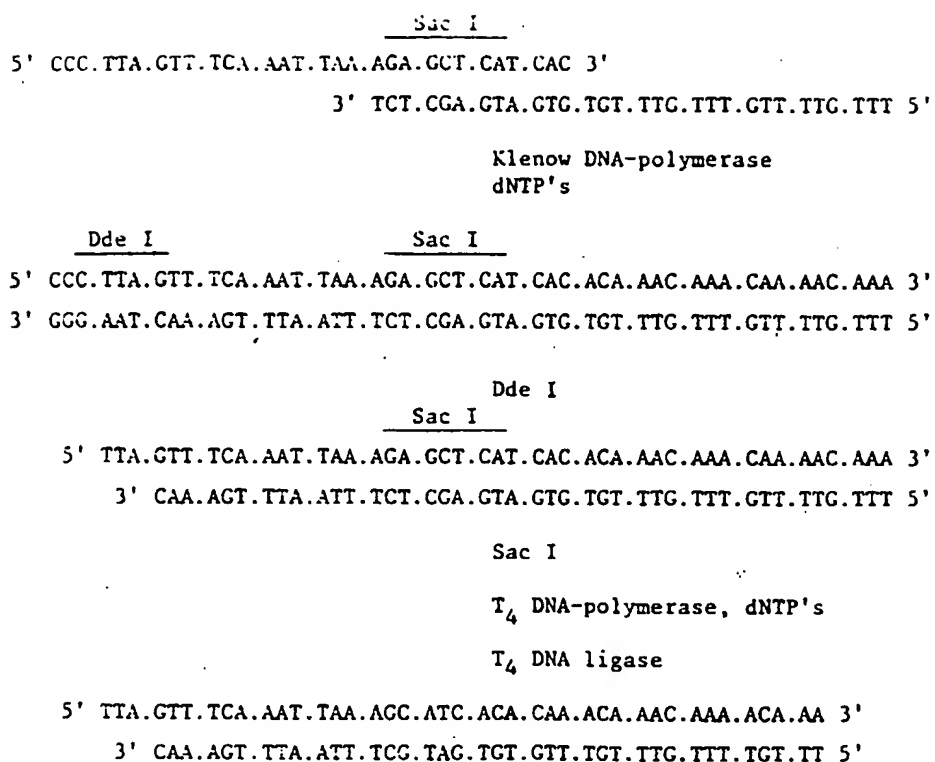 Sac I
5' CCC.TTA.GTT.TCA.AAT.TAA.AGA.GCT.CAT.CAC 3'
3' TCT.CGA.GTA.GTG.TGT.TTG.TTT.GTT.TTG.TTT 5'
Klenow DNA-polymerase
dNTP's
Dde I Sac I
5' CCC.TTA.GTT.TCA.AAT.TAA.AGA.GCT.CAT.CAC.ACA.AAC.AAA.CAA.AAC.AAA 3'
3' GGG.AAT.CAA.AGT.TTA.ATT.TCT.CGA.GTA.GTG.TGT.TTG.TTT.GTT.TTG.TTT 5'
Dde I
Sac I
5' TTA.GTT.TCA.AAT.TAA.AGA.GCT.CAT.CAC.ACA.AAC.AAA.CAA.AAC.AAA 3'
3' CAA.AGT.TTA.ATT.TCT.CGA.GTA.GTG.TGT.TTG.TTT.GTT.TTG.TTT 5'
Sac I
T4 DNA-polymerase, dNTP's
T4 DNA ligase
5' TTA.GTT.TCA.AAT.TAA.AGC.ATC.ACA.CAA.ACA.AAC.AAA.ACA.AA 3'
3' CAA.AGT.TTA.ATT.TCG.TAG.TGT.GTT.TGT.TTG.TTT.TGT.TT 5'